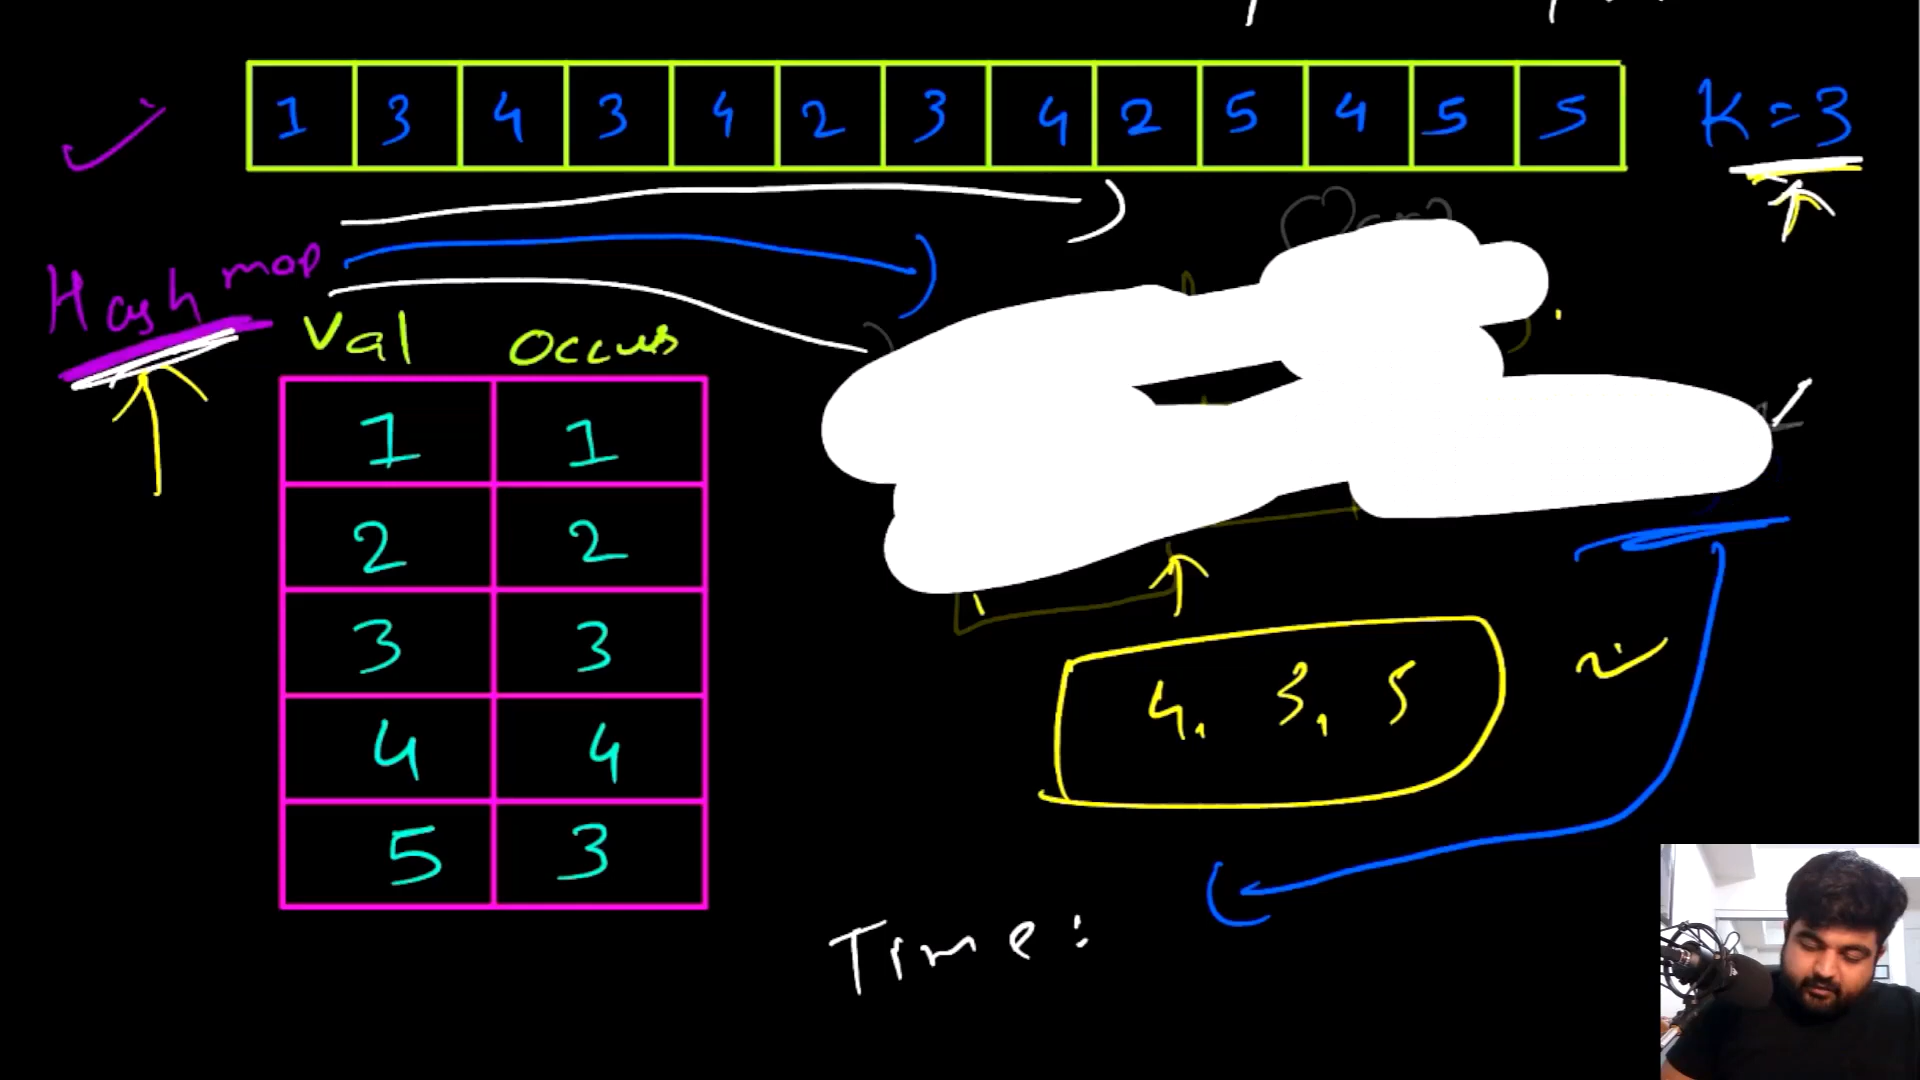 1 3 4 3 4 2 3 4 2 5 4 5 5 K=3
Hashmap
Val Occurs
1 1
2 2
3 3
4 4
5 3
4, 3, 5
Time: